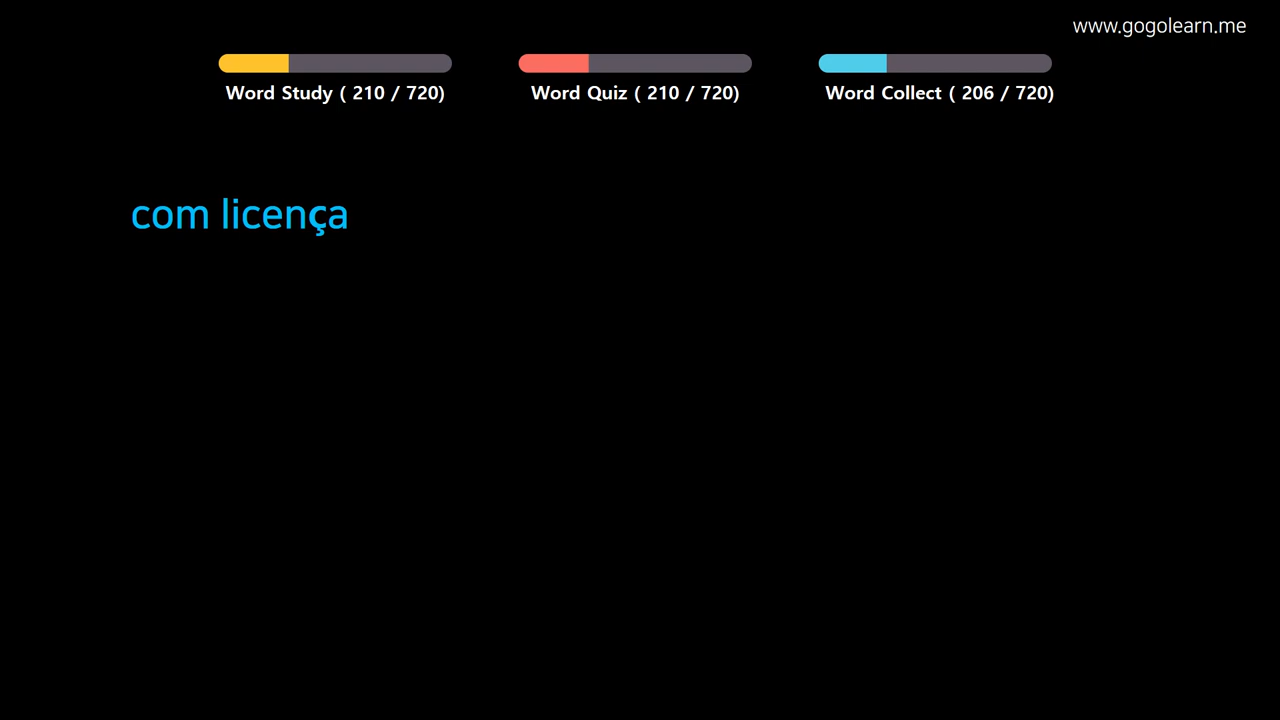 www.gogolearn.me
Word Study ( 210 / 720)
Word Quiz ( 210 / 720)
Word Collect ( 206 / 720)
com licença